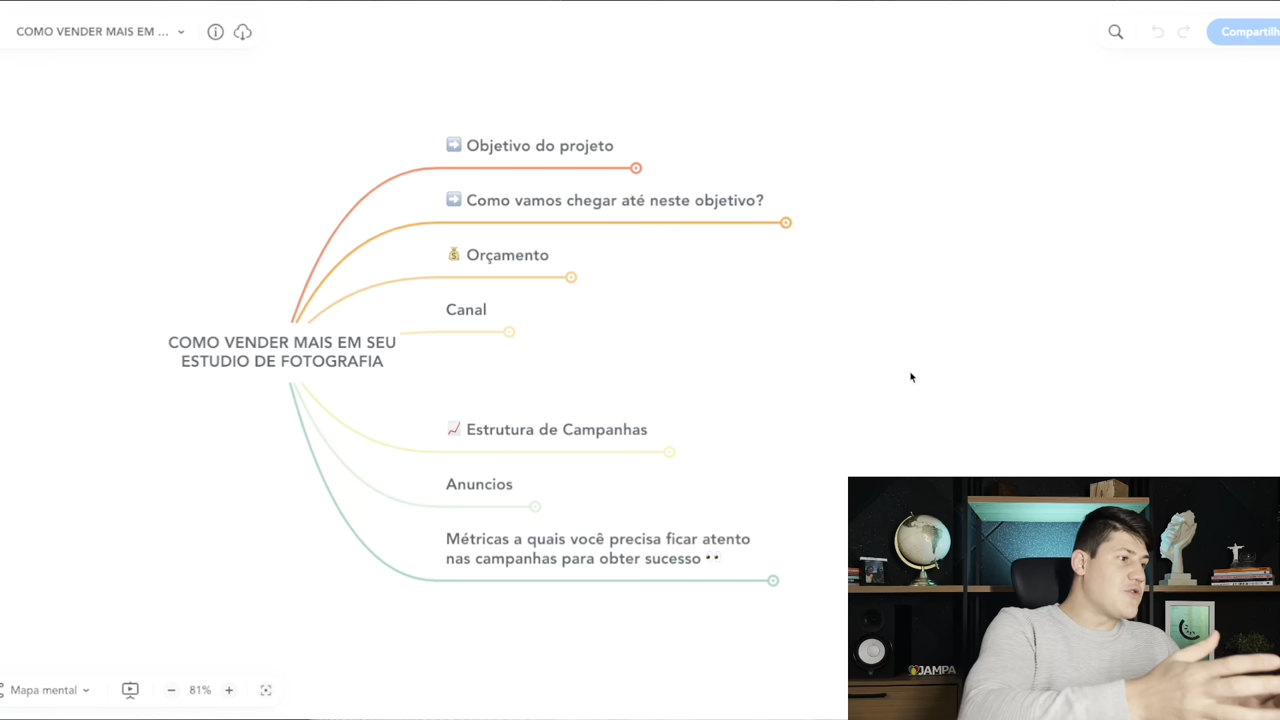 COMO VENDER MAIS EM ...
Compartilh
Objetivo do projeto
Como vamos chegar até neste objetivo?
Orçamento
Canal
COMO VENDER MAIS EM SEU
ESTUDIO DE FOTOGRAFIA
Estrutura de Campanhas
Anuncios
Métricas a quais você precisa ficar atento
nas campanhas para obter sucesso 👀
JAMPA
Mapa mental
81%